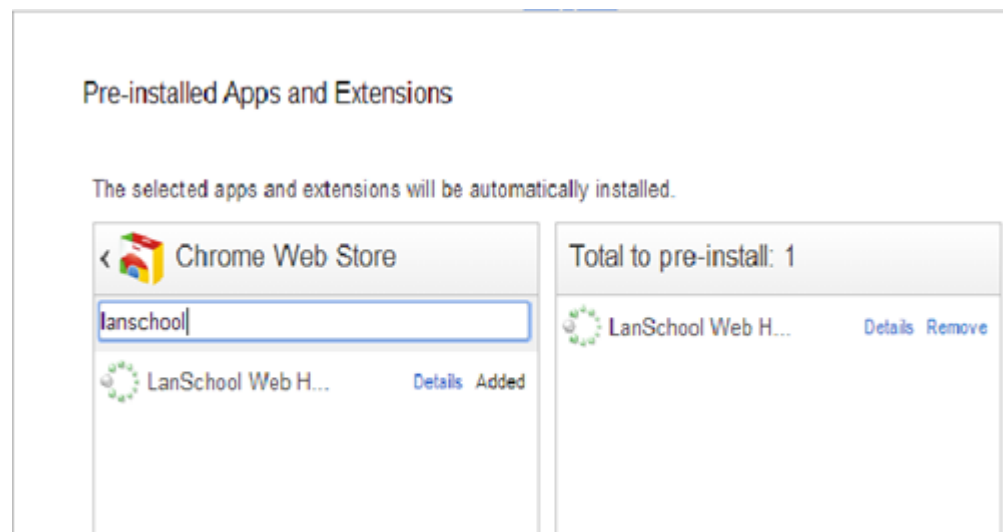 Pre-installed Apps and Extensions
The selected apps and extensions will be automatically installed.
Chrome Web Store
lanschool
LanSchool Web H... Details Added
Total to pre-install: 1
LanSchool Web H... Details Remove